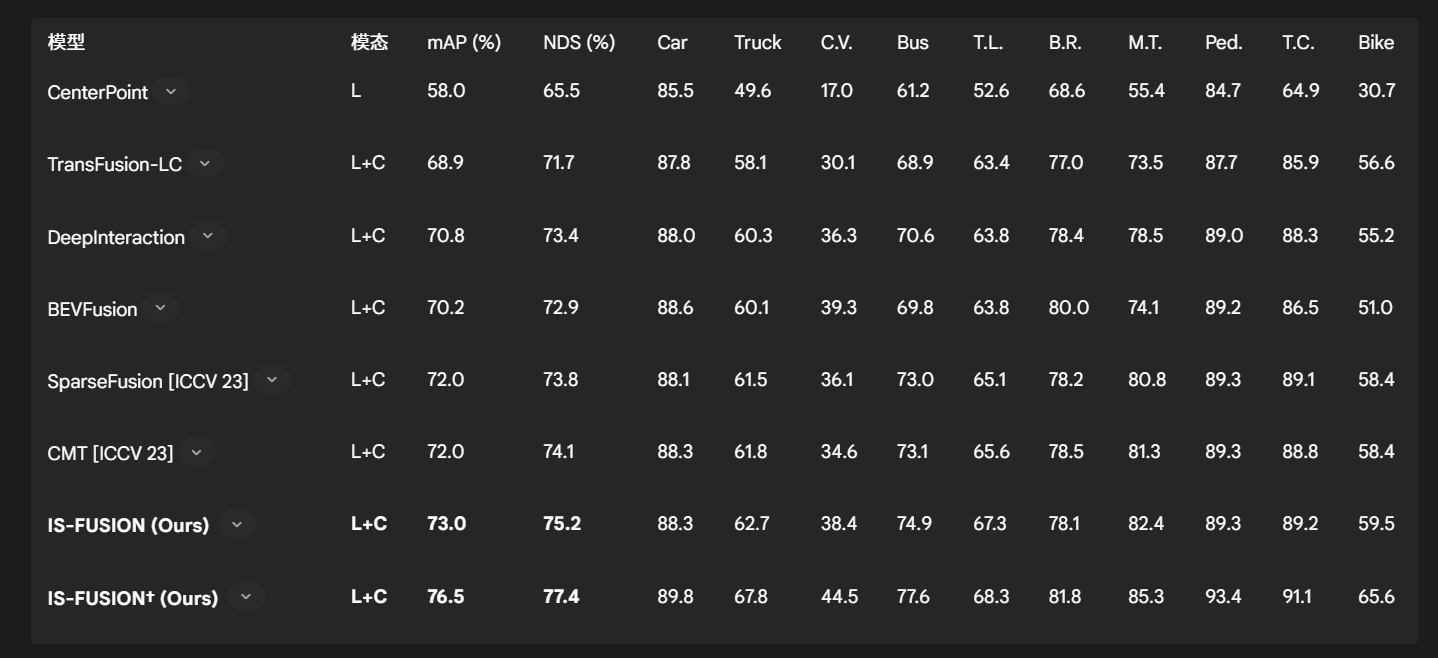 模型 模态 mAP (%) NDS (%) Car Truck C.V. Bus T.L. B.R. M.T. Ped. T.C. Bike
CenterPoint L 58.0 65.5 85.5 49.6 17.0 61.2 52.6 68.6 55.4 84.7 64.9 30.7
TransFusion-LC L+C 68.9 71.7 87.8 58.1 30.1 68.9 63.4 77.0 73.5 87.7 85.9 56.6
DeepInteraction L+C 70.8 73.4 88.0 60.3 36.3 70.6 63.8 78.4 78.5 89.0 88.3 55.2
BEVFusion L+C 70.2 72.9 88.6 60.1 39.3 69.8 63.8 80.0 74.1 89.2 86.5 51.0
SparseFusion [ICCV 23] L+C 72.0 73.8 88.1 61.5 36.1 73.0 65.1 78.2 80.8 89.3 89.1 58.4
CMT [ICCV 23] L+C 72.0 74.1 88.3 61.8 34.6 73.1 65.6 78.5 81.3 89.3 88.8 58.4
IS-FUSION (Ours) L+C 73.0 75.2 88.3 62.7 38.4 74.9 67.3 78.1 82.4 89.3 89.2 59.5
IS-FUSION† (Ours) L+C 76.5 77.4 89.8 67.8 44.5 77.6 68.3 81.8 85.3 93.4 91.1 65.6